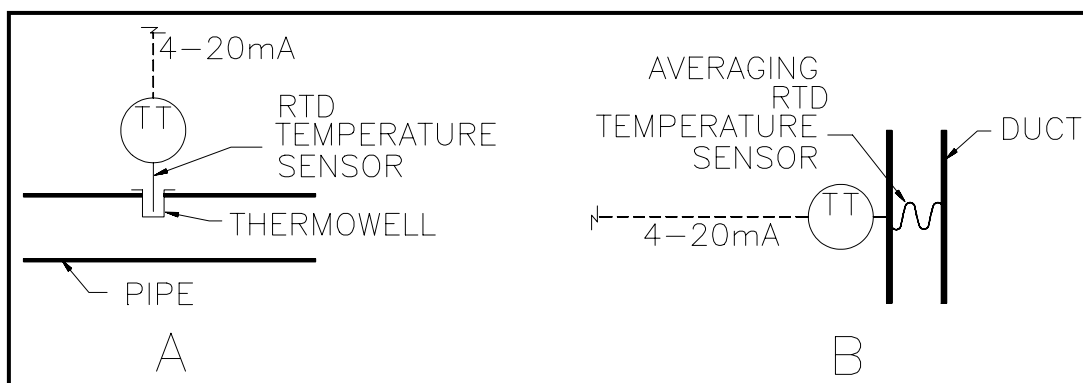 4-20mA
TT
RTD
TEMPERATURE
SENSOR
THERMOWELL
PIPE
A
AVERAGING
RTD
TEMPERATURE
SENSOR
DUCT
TT
4-20mA
B